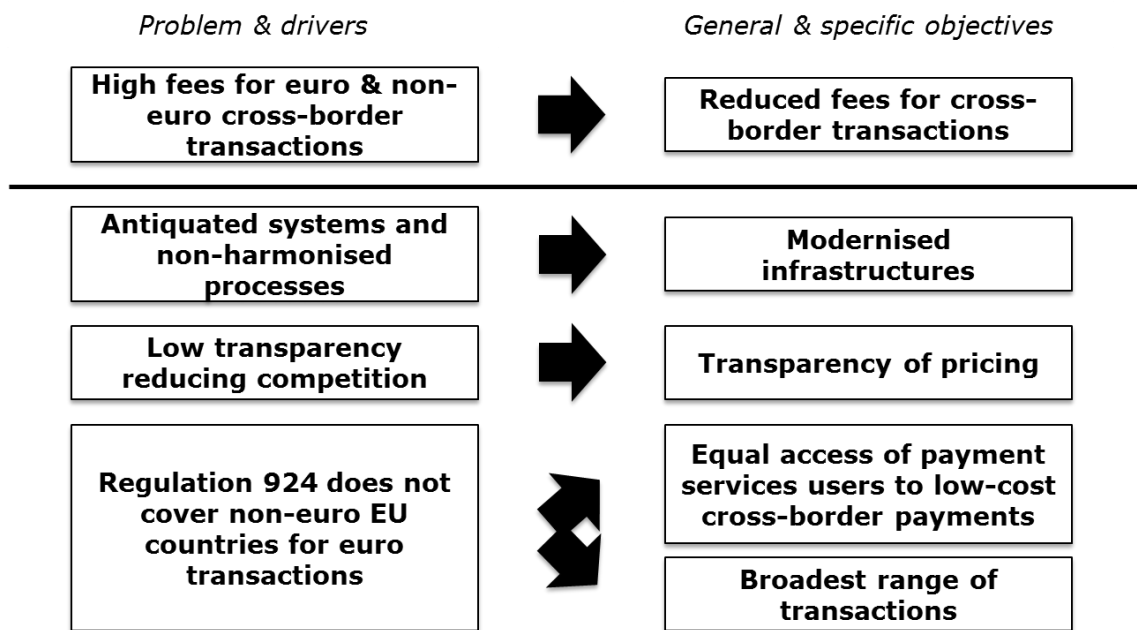 Problem & drivers
General & specific objectives
High fees for euro & non-
euro cross-border
transactions
Reduced fees for cross-
border transactions
Antiquated systems and
non-harmonised
processes
Modernised
infrastructures
Low transparency
reducing competition
Transparency of pricing
Regulation 924 does not
cover non-euro EU
countries for euro
transactions
Equal access of payment
services users to low-cost
cross-border payments
Broadest range of
transactions